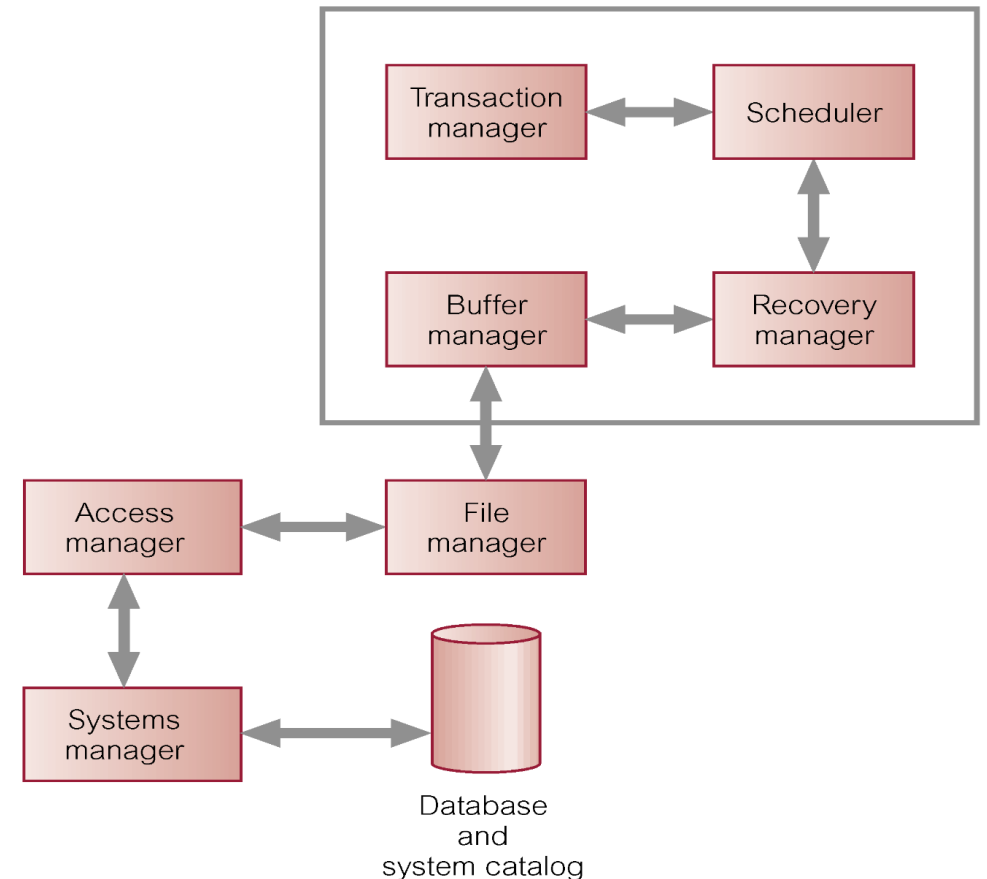 Transaction
manager
Scheduler
Buffer
manager
Recovery
manager
Access
manager
File
manager
Systems
manager
Database
and
system catalog